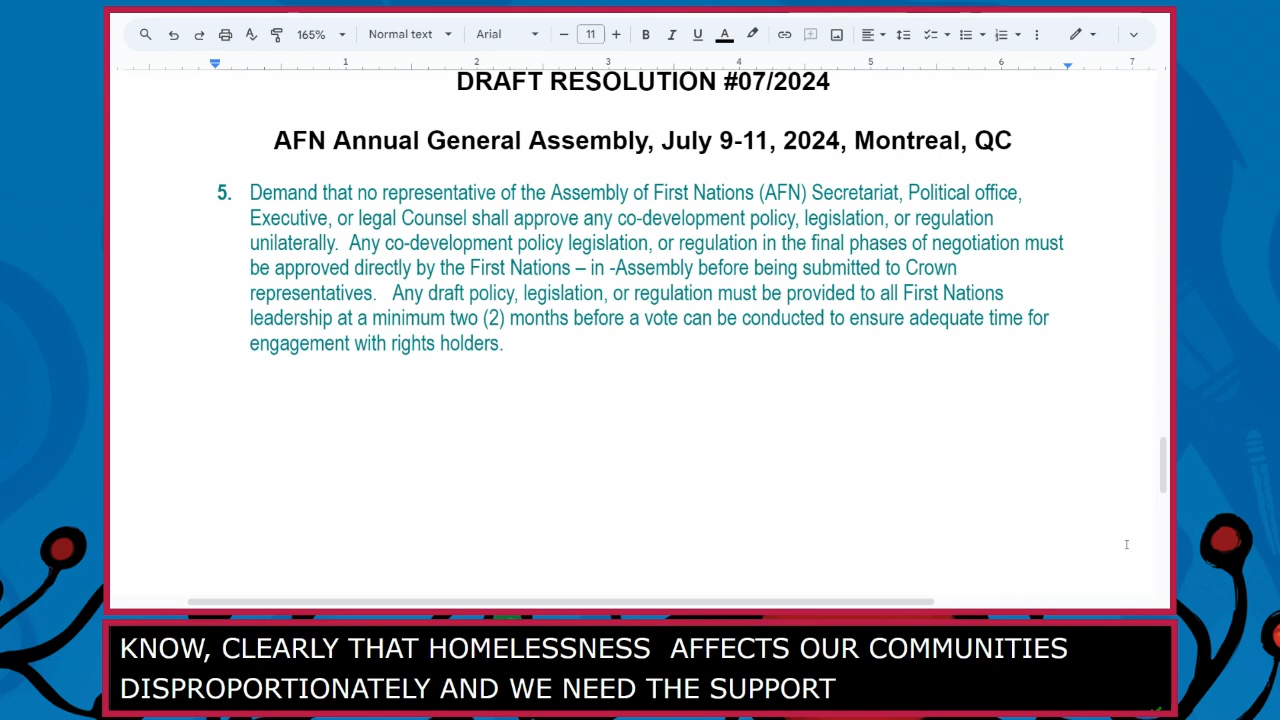 165%
Normal text
Arial
11
B I U A
1 2 3 4 5 6 7
DRAFT RESOLUTION #07/2024
AFN Annual General Assembly, July 9-11, 2024, Montreal, QC
5. Demand that no representative of the Assembly of First Nations (AFN) Secretariat, Political office,
Executive, or legal Counsel shall approve any co-development policy, legislation, or regulation
unilaterally. Any co-development policy legislation, or regulation in the final phases of negotiation must
be approved directly by the First Nations – in -Assembly before being submitted to Crown
representatives. Any draft policy, legislation, or regulation must be provided to all First Nations
leadership at a minimum two (2) months before a vote can be conducted to ensure adequate time for
engagement with rights holders.
KNOW, CLEARLY THAT HOMELESSNESS AFFECTS OUR COMMUNITIES
DISPROPORTIONATELY AND WE NEED THE SUPPORT